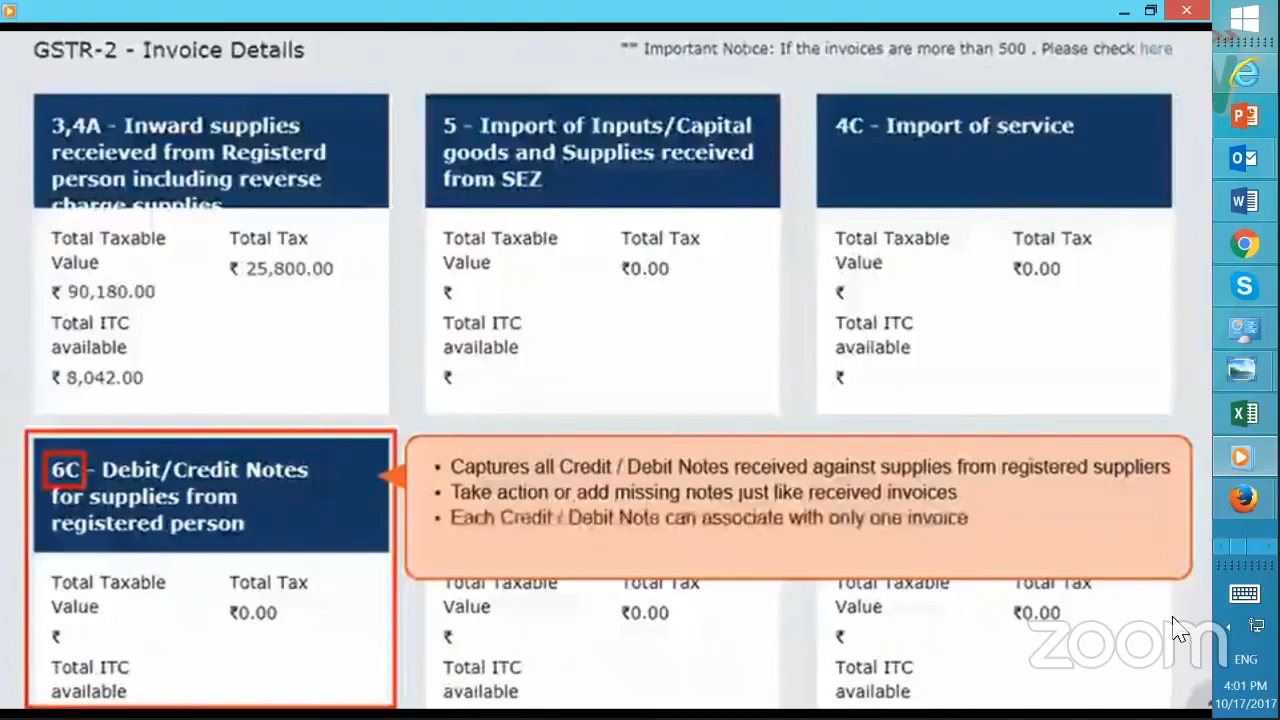 GSTR-2 - Invoice Details
** Important Notice: If the invoices are more than 500 . Please check here
3,4A - Inward supplies
receieved from Registerd
person including reverse
charge supplies
Total Taxable
Value
₹ 90,180.00
Total Tax
₹ 25,800.00
Total ITC
available
₹ 8,042.00
5 - Import of Inputs/Capital
goods and Supplies received
from SEZ
Total Taxable
Value
₹
Total Tax
₹0.00
Total ITC
available
₹
4C - Import of service
Total Taxable
Value
₹
Total Tax
₹0.00
Total ITC
available
₹
6C - Debit/Credit Notes
for supplies from
registered person
Total Taxable
Value
₹
Total Tax
₹0.00
Total ITC
available
• Captures all Credit / Debit Notes received against supplies from registered suppliers
• Take action or add missing notes just like received invoices
• Each Credit / Debit Note can associate with only one invoice
Total Taxable
Value
₹
Total Tax
₹0.00
Total ITC
available
Total Taxable
Value
₹
Total Tax
₹0.00
Total ITC
available
zoom
ENG
4:01 PM
10/17/2017